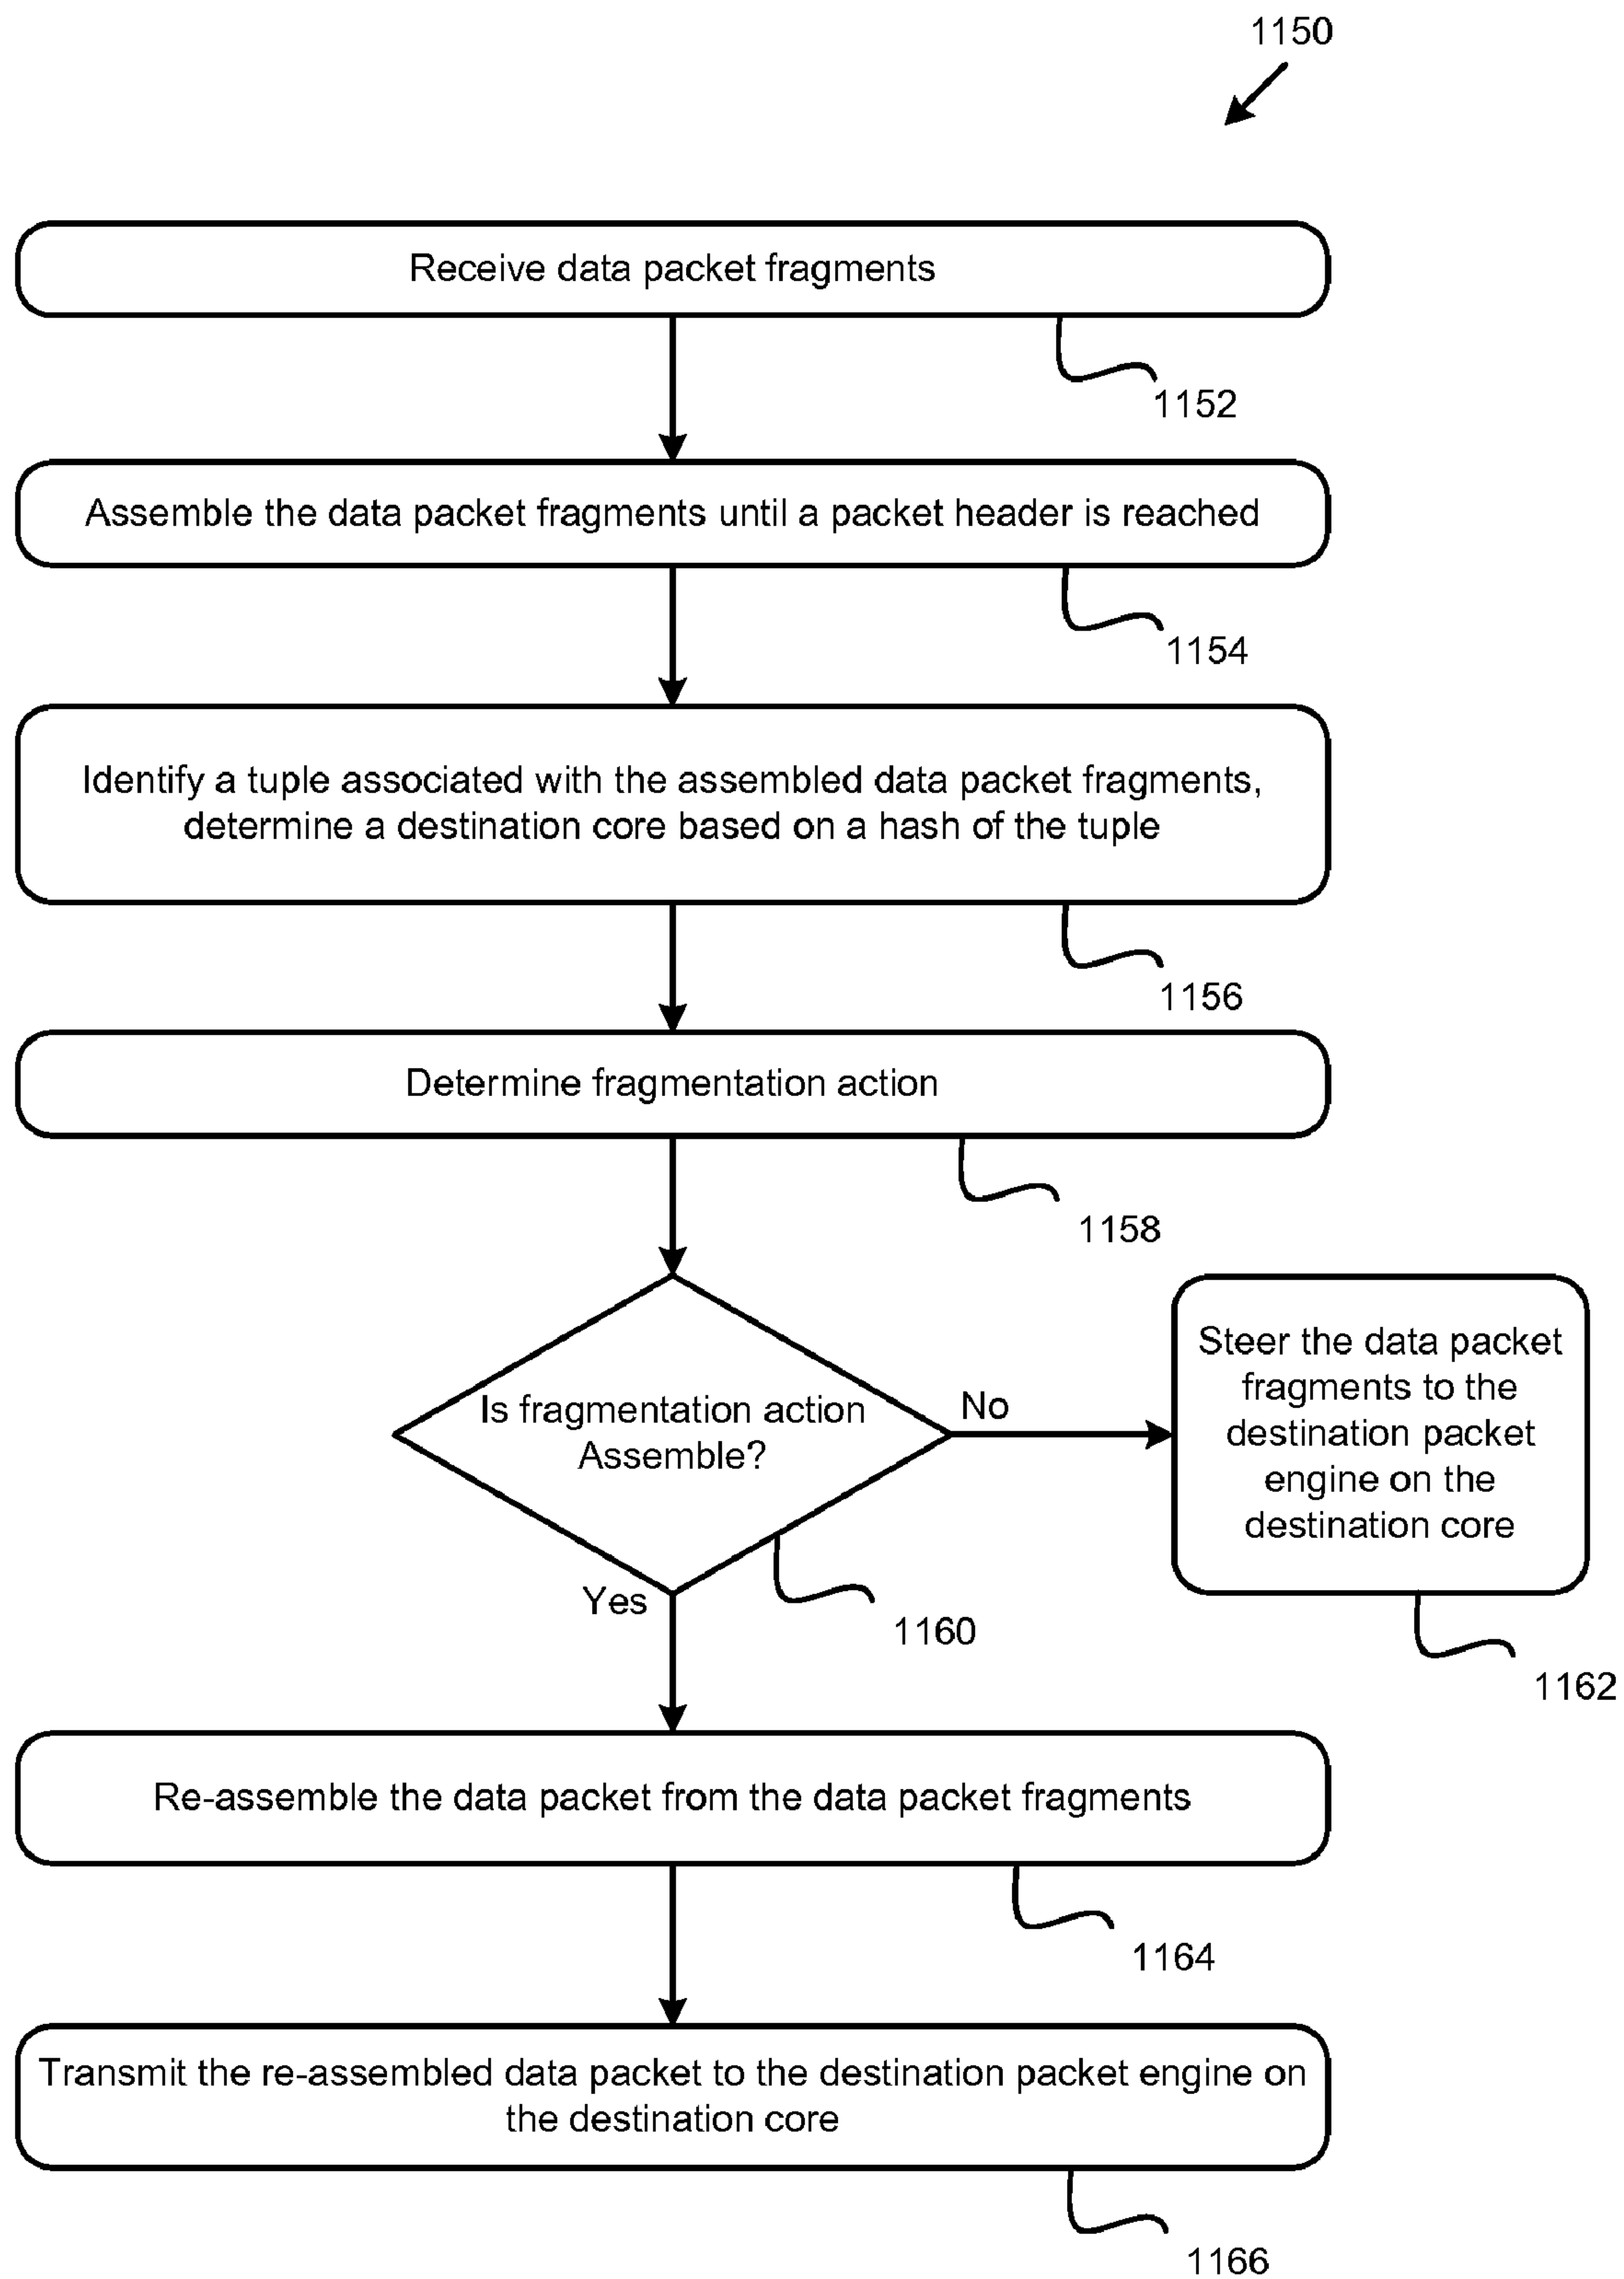 1150
Receive data packet fragments
1152
Assemble the data packet fragments until a packet header is reached
1154
Identify a tuple associated with the assembled data packet fragments,
determine a destination core based on a hash of the tuple
1156
Determine fragmentation action
1158
Is fragmentation action
Assemble?
No
Yes
1160
Steer the data packet
fragments to the
destination packet
engine on the
destination core
1162
Re-assemble the data packet from the data packet fragments
1164
Transmit the re-assembled data packet to the destination packet engine on
the destination core
1166